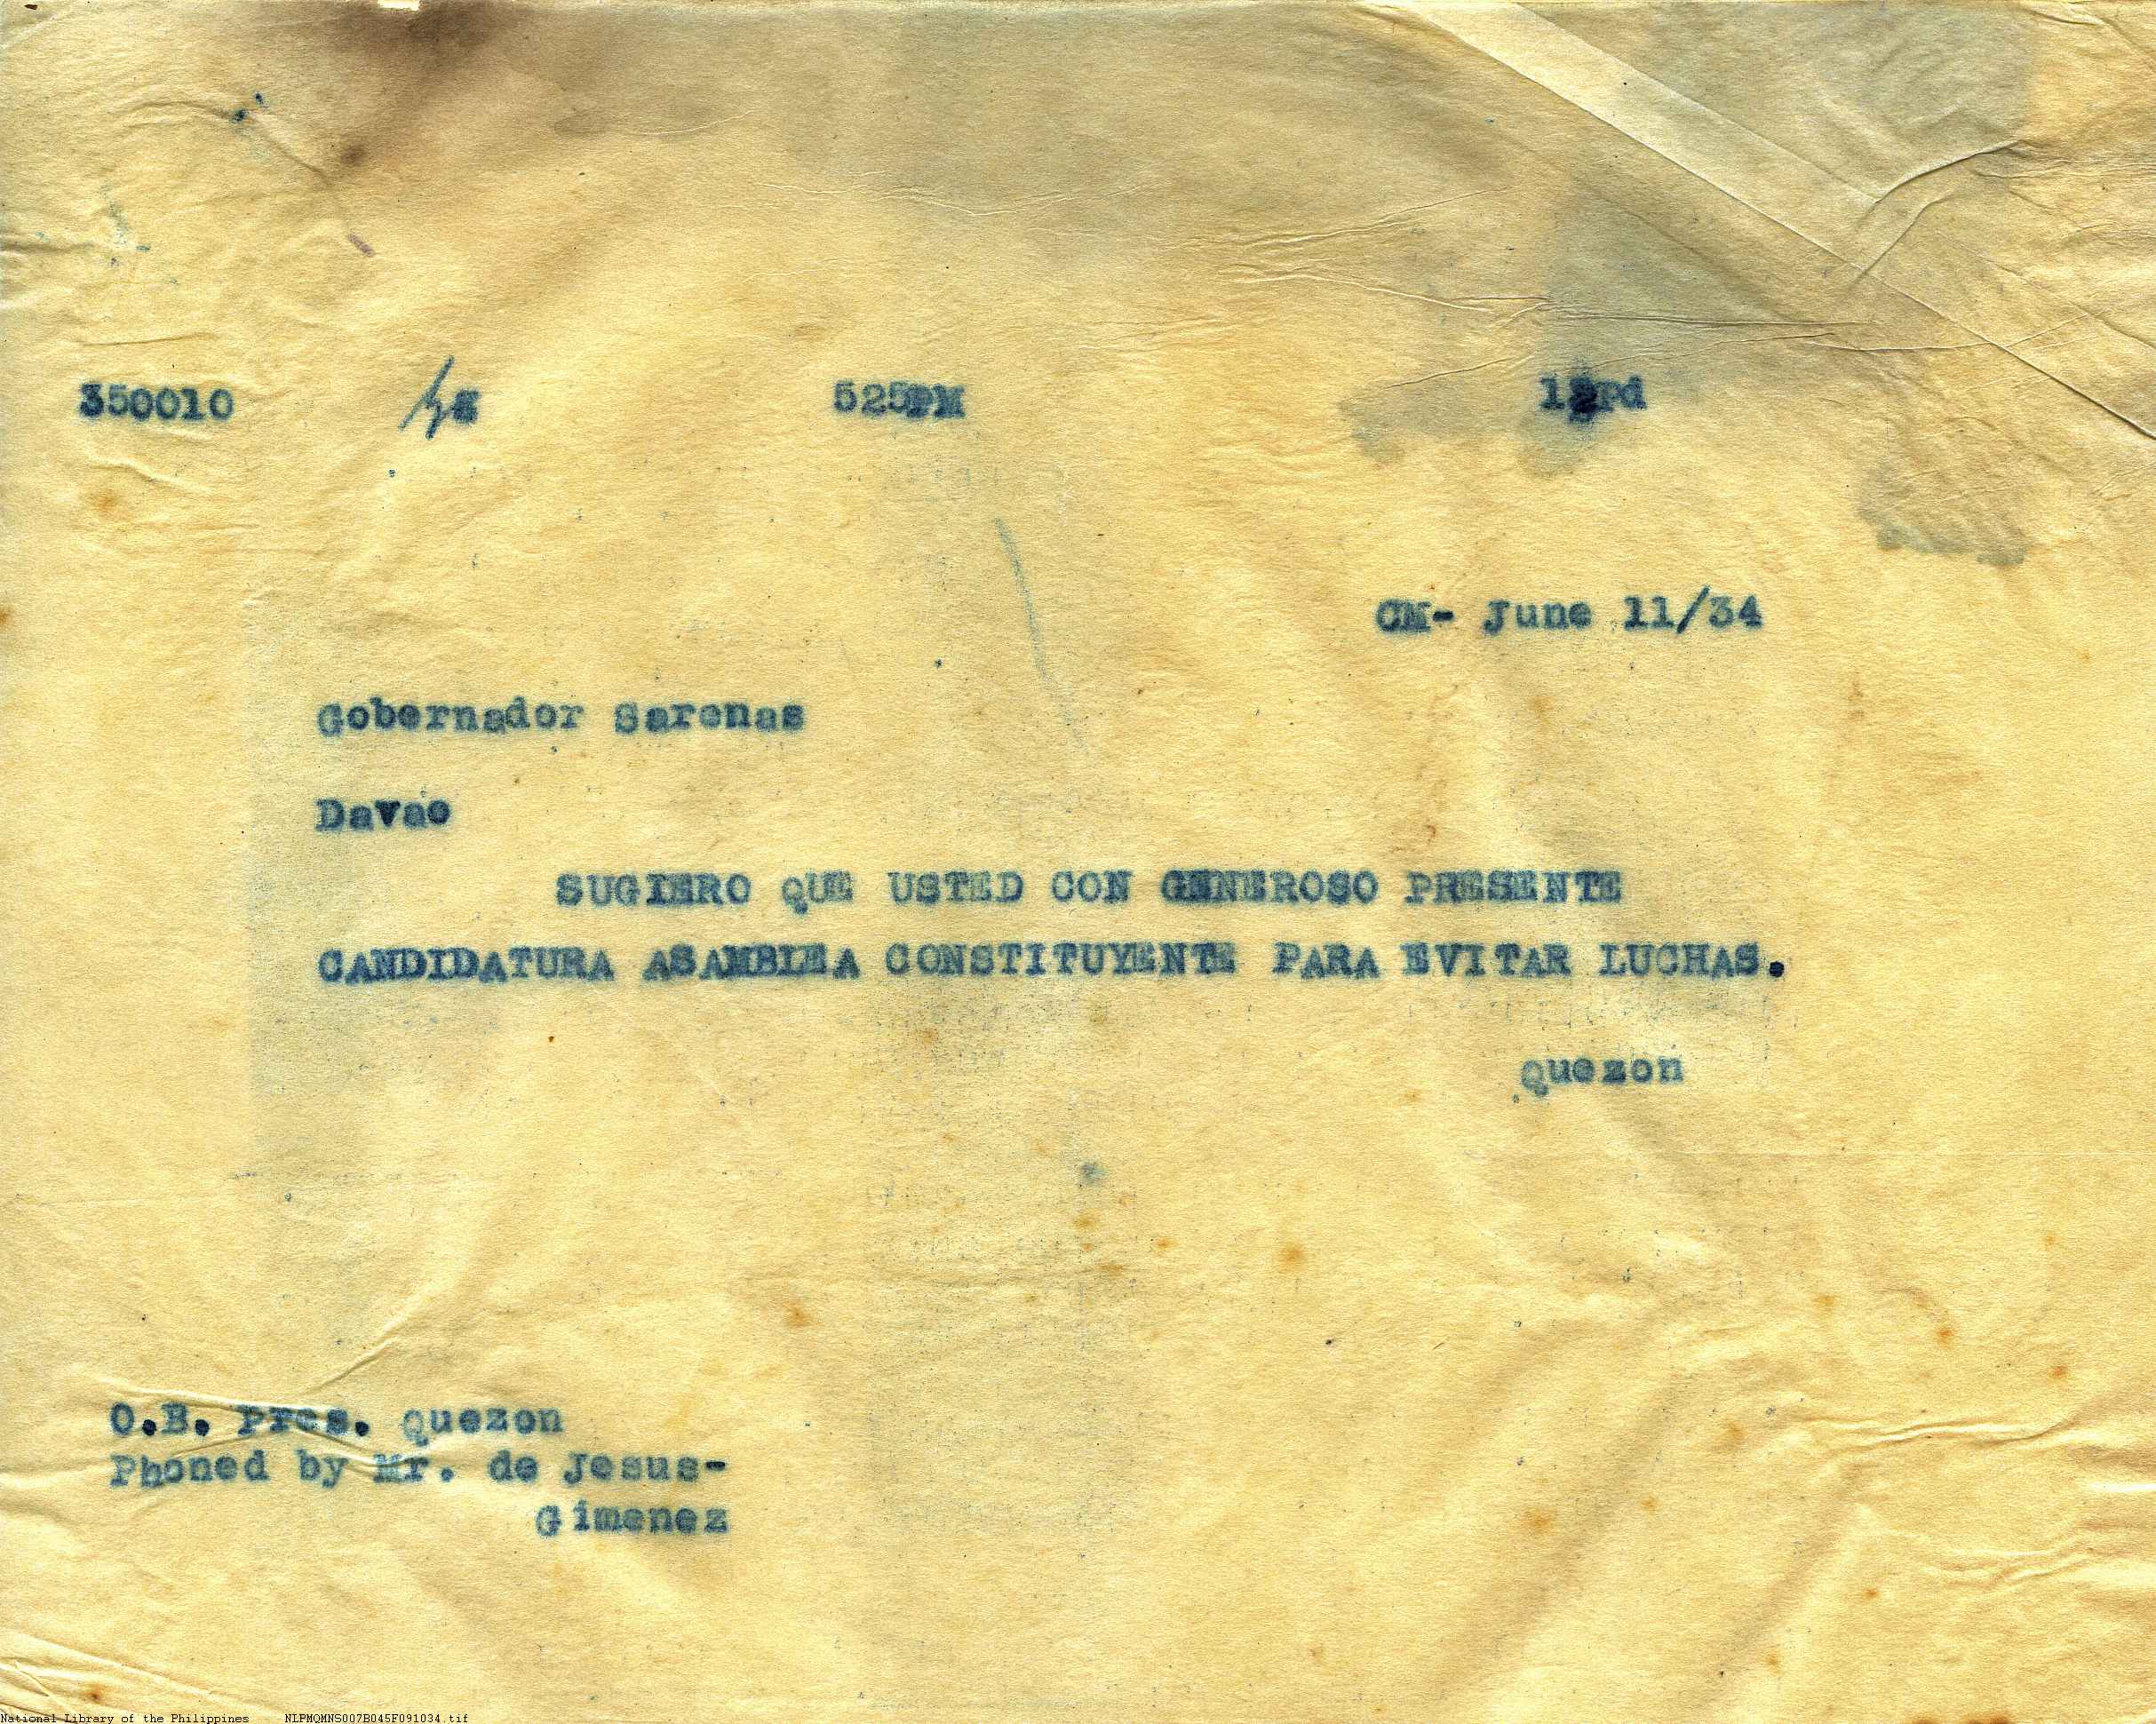 350010 525PM 12Pd
CM- June 11/34
Gobernador Sarenas
Davao
SUGIERO QUE USTED CON GENEROSO PRESENTE
CANDIDATURA ASAMBLEA CONSTITUYENTE PARA EVITAR LUCHAS.
Quezon
O.B. Pres. Quezon
Phoned by Mr. de Jesus-
Gimenez
National Library of the Philippines NLPMQMNS007B045F091034.tif